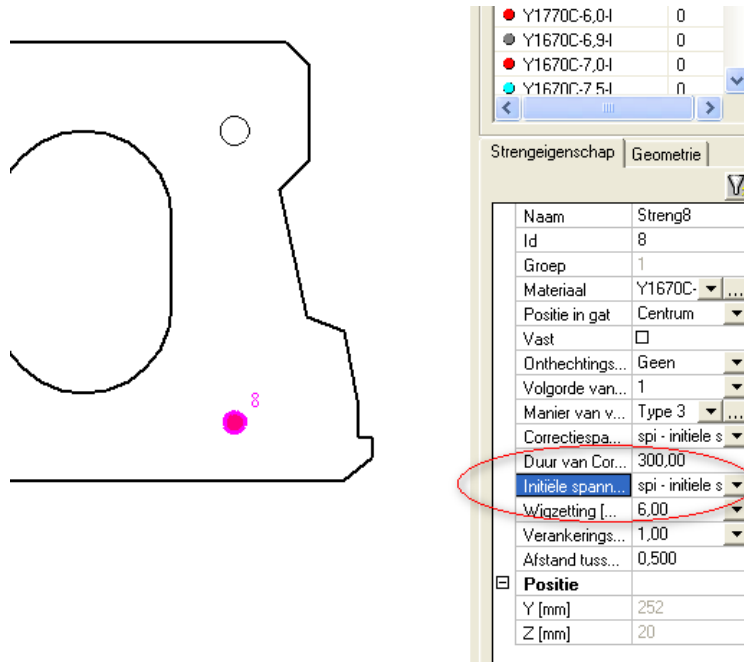 Y1770C-6,0-I 0
Y1670C-6,9-I 0
Y1670C-7,0-I 0
Y1670C-7,5-I 0
Strengeigenschap Geometrie
Naam Streng8
Id 8
Groep 1
Materiaal Y1670C- ...
Positie in gat Centrum
Vast
Onthechtings... Geen
Volgorde van... 1
Manier van v... Type 3 ...
Correctiespa... spi - initiele s
Duur van Cor... 300,00
Initiële spann... spi - initiele s
Wigzetting [... 6,00
Verankerings... 1,00
Afstand tuss... 0,500
Positie
Y [mm] 252
Z [mm] 20
8